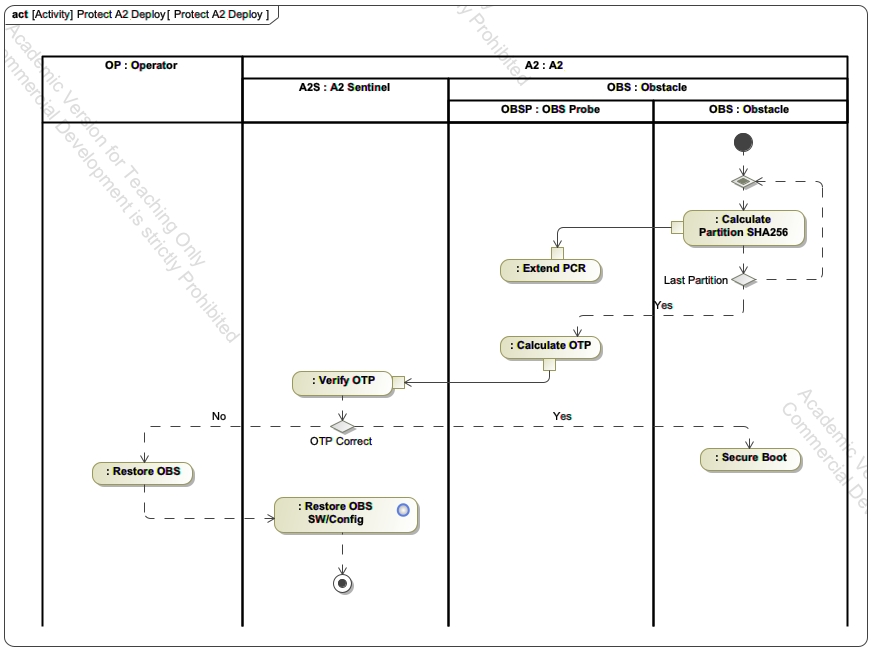 act [Activity] Protect A2 Deploy [ Protect A2 Deploy ]
y Prohibited
Academic Version for Teaching Only
Commercial Development is strictly Prohibited
OP : Operator
A2 : A2
A2S : A2 Sentinel
OBS : Obstacle
OBSP : OBS Probe
OBS : Obstacle
: Calculate
Partition SHA256
: Extend PCR
Last Partition
Yes
: Calculate OTP
: Verify OTP
No
Yes
OTP Correct
Academic Ve
Commercial De
: Restore OBS
: Secure Boot
: Restore OBS
SW/Config